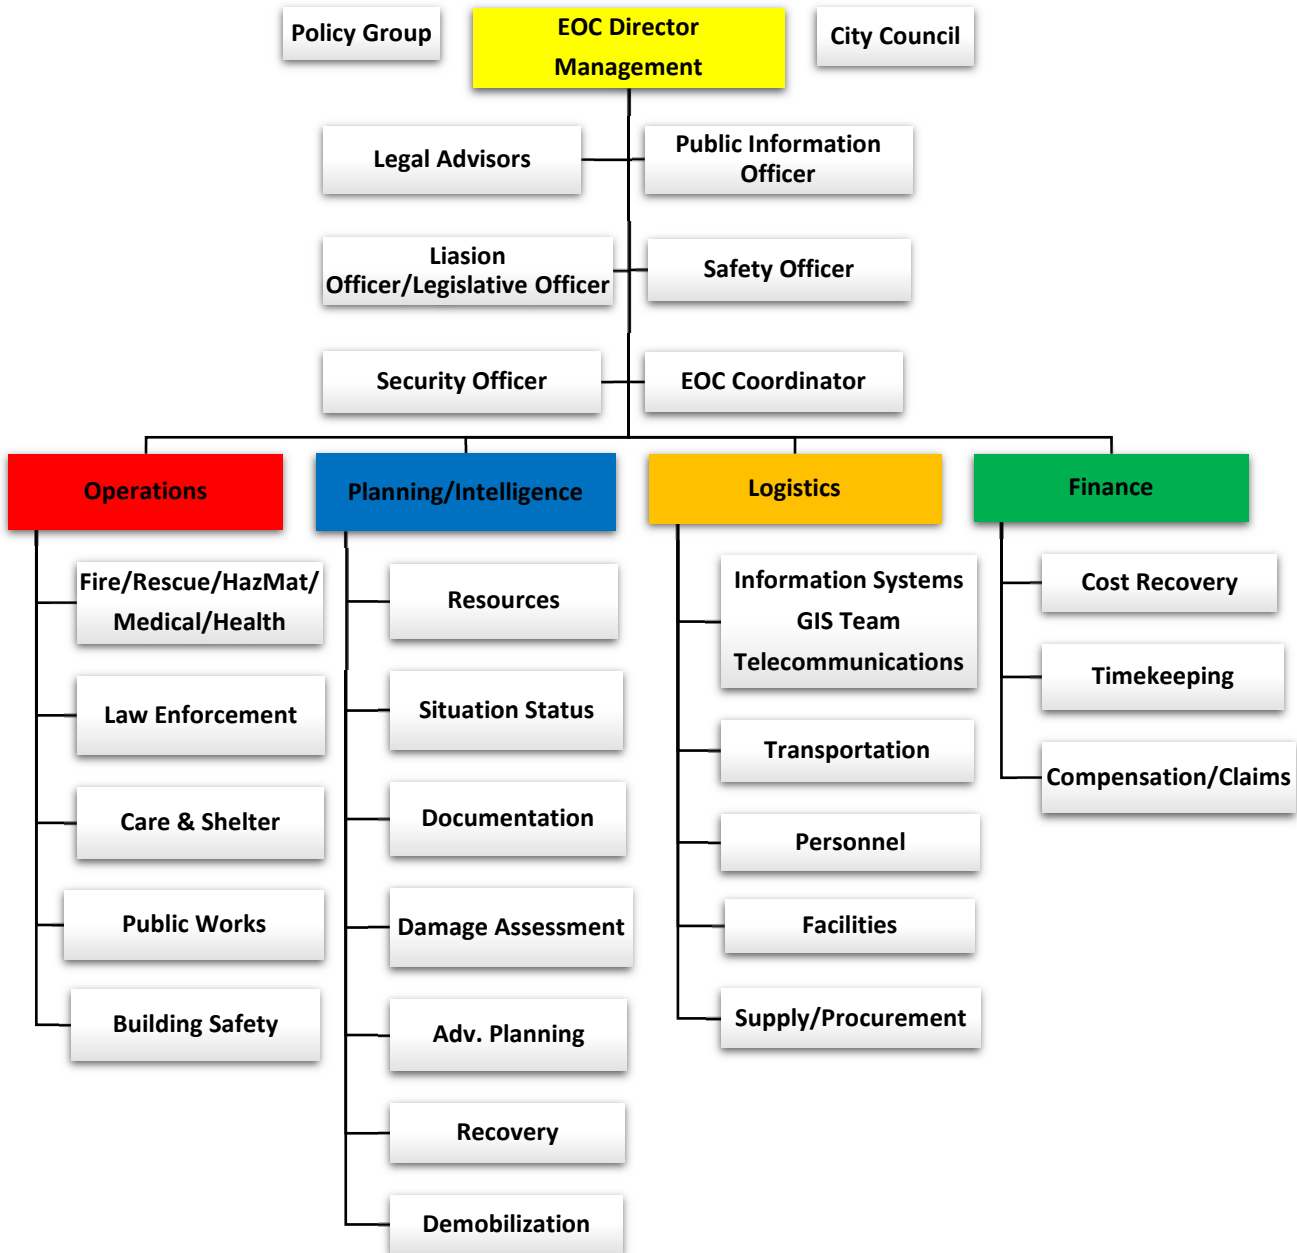 Policy Group
EOC Director
Management
City Council
Legal Advisors
Public Information
Officer
Liasion
Officer/Legislative Officer
Safety Officer
Security Officer
EOC Coordinator
Operations
Planning/Intelligence
Logistics
Finance
Fire/Rescue/HazMat/
Medical/Health
Law Enforcement
Care & Shelter
Public Works
Building Safety
Resources
Situation Status
Documentation
Damage Assessment
Adv. Planning
Recovery
Demobilization
Information Systems
GIS Team
Telecommunications
Transportation
Personnel
Facilities
Supply/Procurement
Cost Recovery
Timekeeping
Compensation/Claims